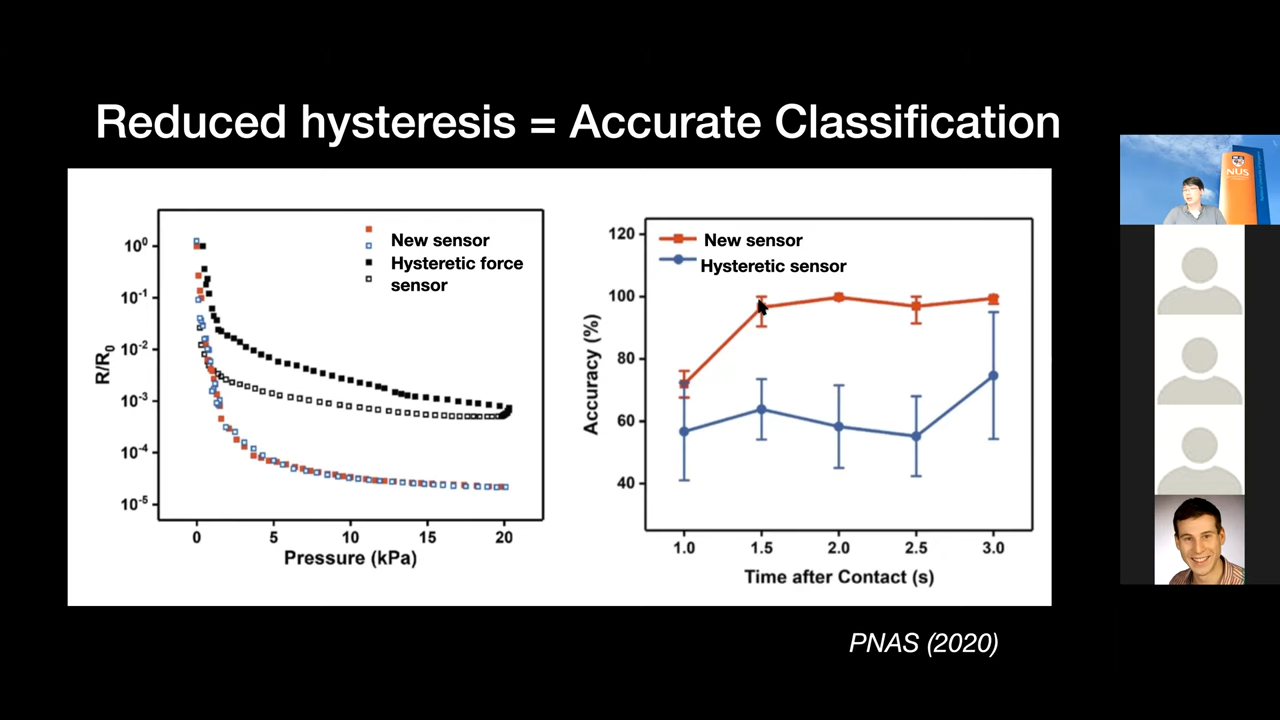 Reduced hysteresis = Accurate Classification
New sensor
Hysteretic force
sensor
10⁰
10⁻¹
10⁻²
10⁻³
10⁻⁴
10⁻⁵
R/R₀
0 5 10 15 20
Pressure (kPa)
New sensor
Hysteretic sensor
120
100
80
60
40
Accuracy (%)
1.0 1.5 2.0 2.5 3.0
Time after Contact (s)
PNAS (2020)
NUS